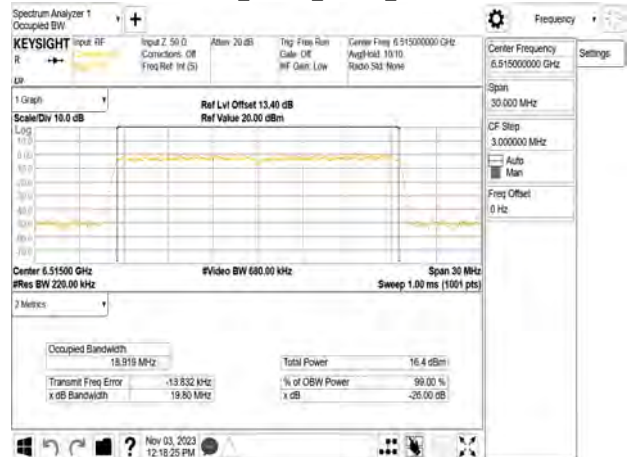 Spectrum Analyzer 1
Occupied BW
Frequency
KEYSIGHT
Input: RF
Input Z: 50 Ω
Corrections: Off
Freq Ref: Int (S)
Atten: 20 dB
Trig: Free Run
Gate: Off
#IF Gain: Low
Center Freq: 6.515000000 GHz
Avg|Hold: 10/10
Radio Std: None
R
Center Frequency
6.515000000 GHz
Settings
Span
30.000 MHz
CF Step
3.000000 MHz
Auto
Man
Freq Offset
0 Hz
1 Graph
Scale/Div 10.0 dB
Ref Lvl Offset 13.40 dB
Ref Value 20.00 dBm
Log
Center 6.51500 GHz
#Res BW 220.00 kHz
#Video BW 680.00 kHz
Span 30 MHz
Sweep 1.00 ms (1001 pts)
2 Metrics
Occupied Bandwidth
18.919 MHz
Total Power
16.4 dBm
Transmit Freq Error
-13.832 kHz
% of OBW Power
99.00 %
x dB Bandwidth
19.80 MHz
x dB
-26.00 dB
Nov 03, 2023
12:18:25 PM